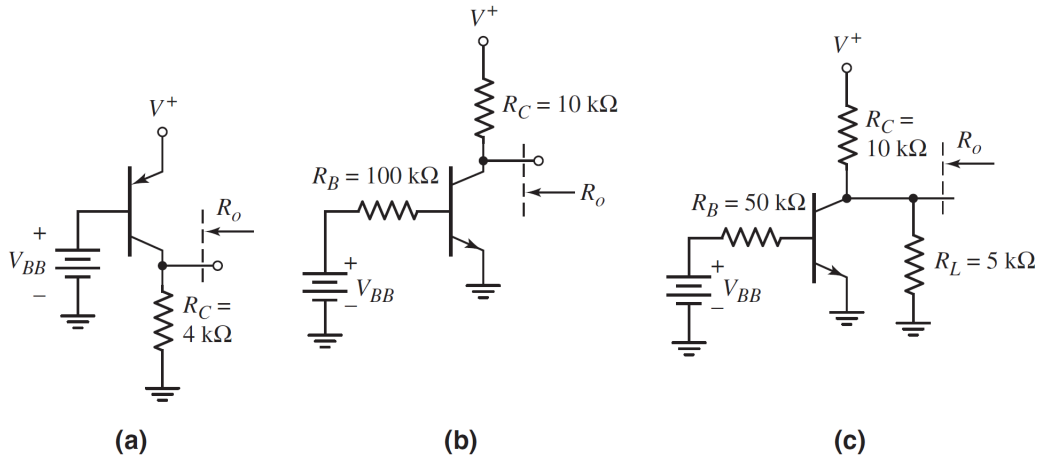 V+
R_o
+
V_BB
−
R_C =
4 kΩ
(a)
V+
R_C = 10 kΩ
R_B = 100 kΩ
R_o
+
V_BB
−
(b)
V+
R_C =
10 kΩ
R_o
R_B = 50 kΩ
+
V_BB
−
R_L = 5 kΩ
(c)